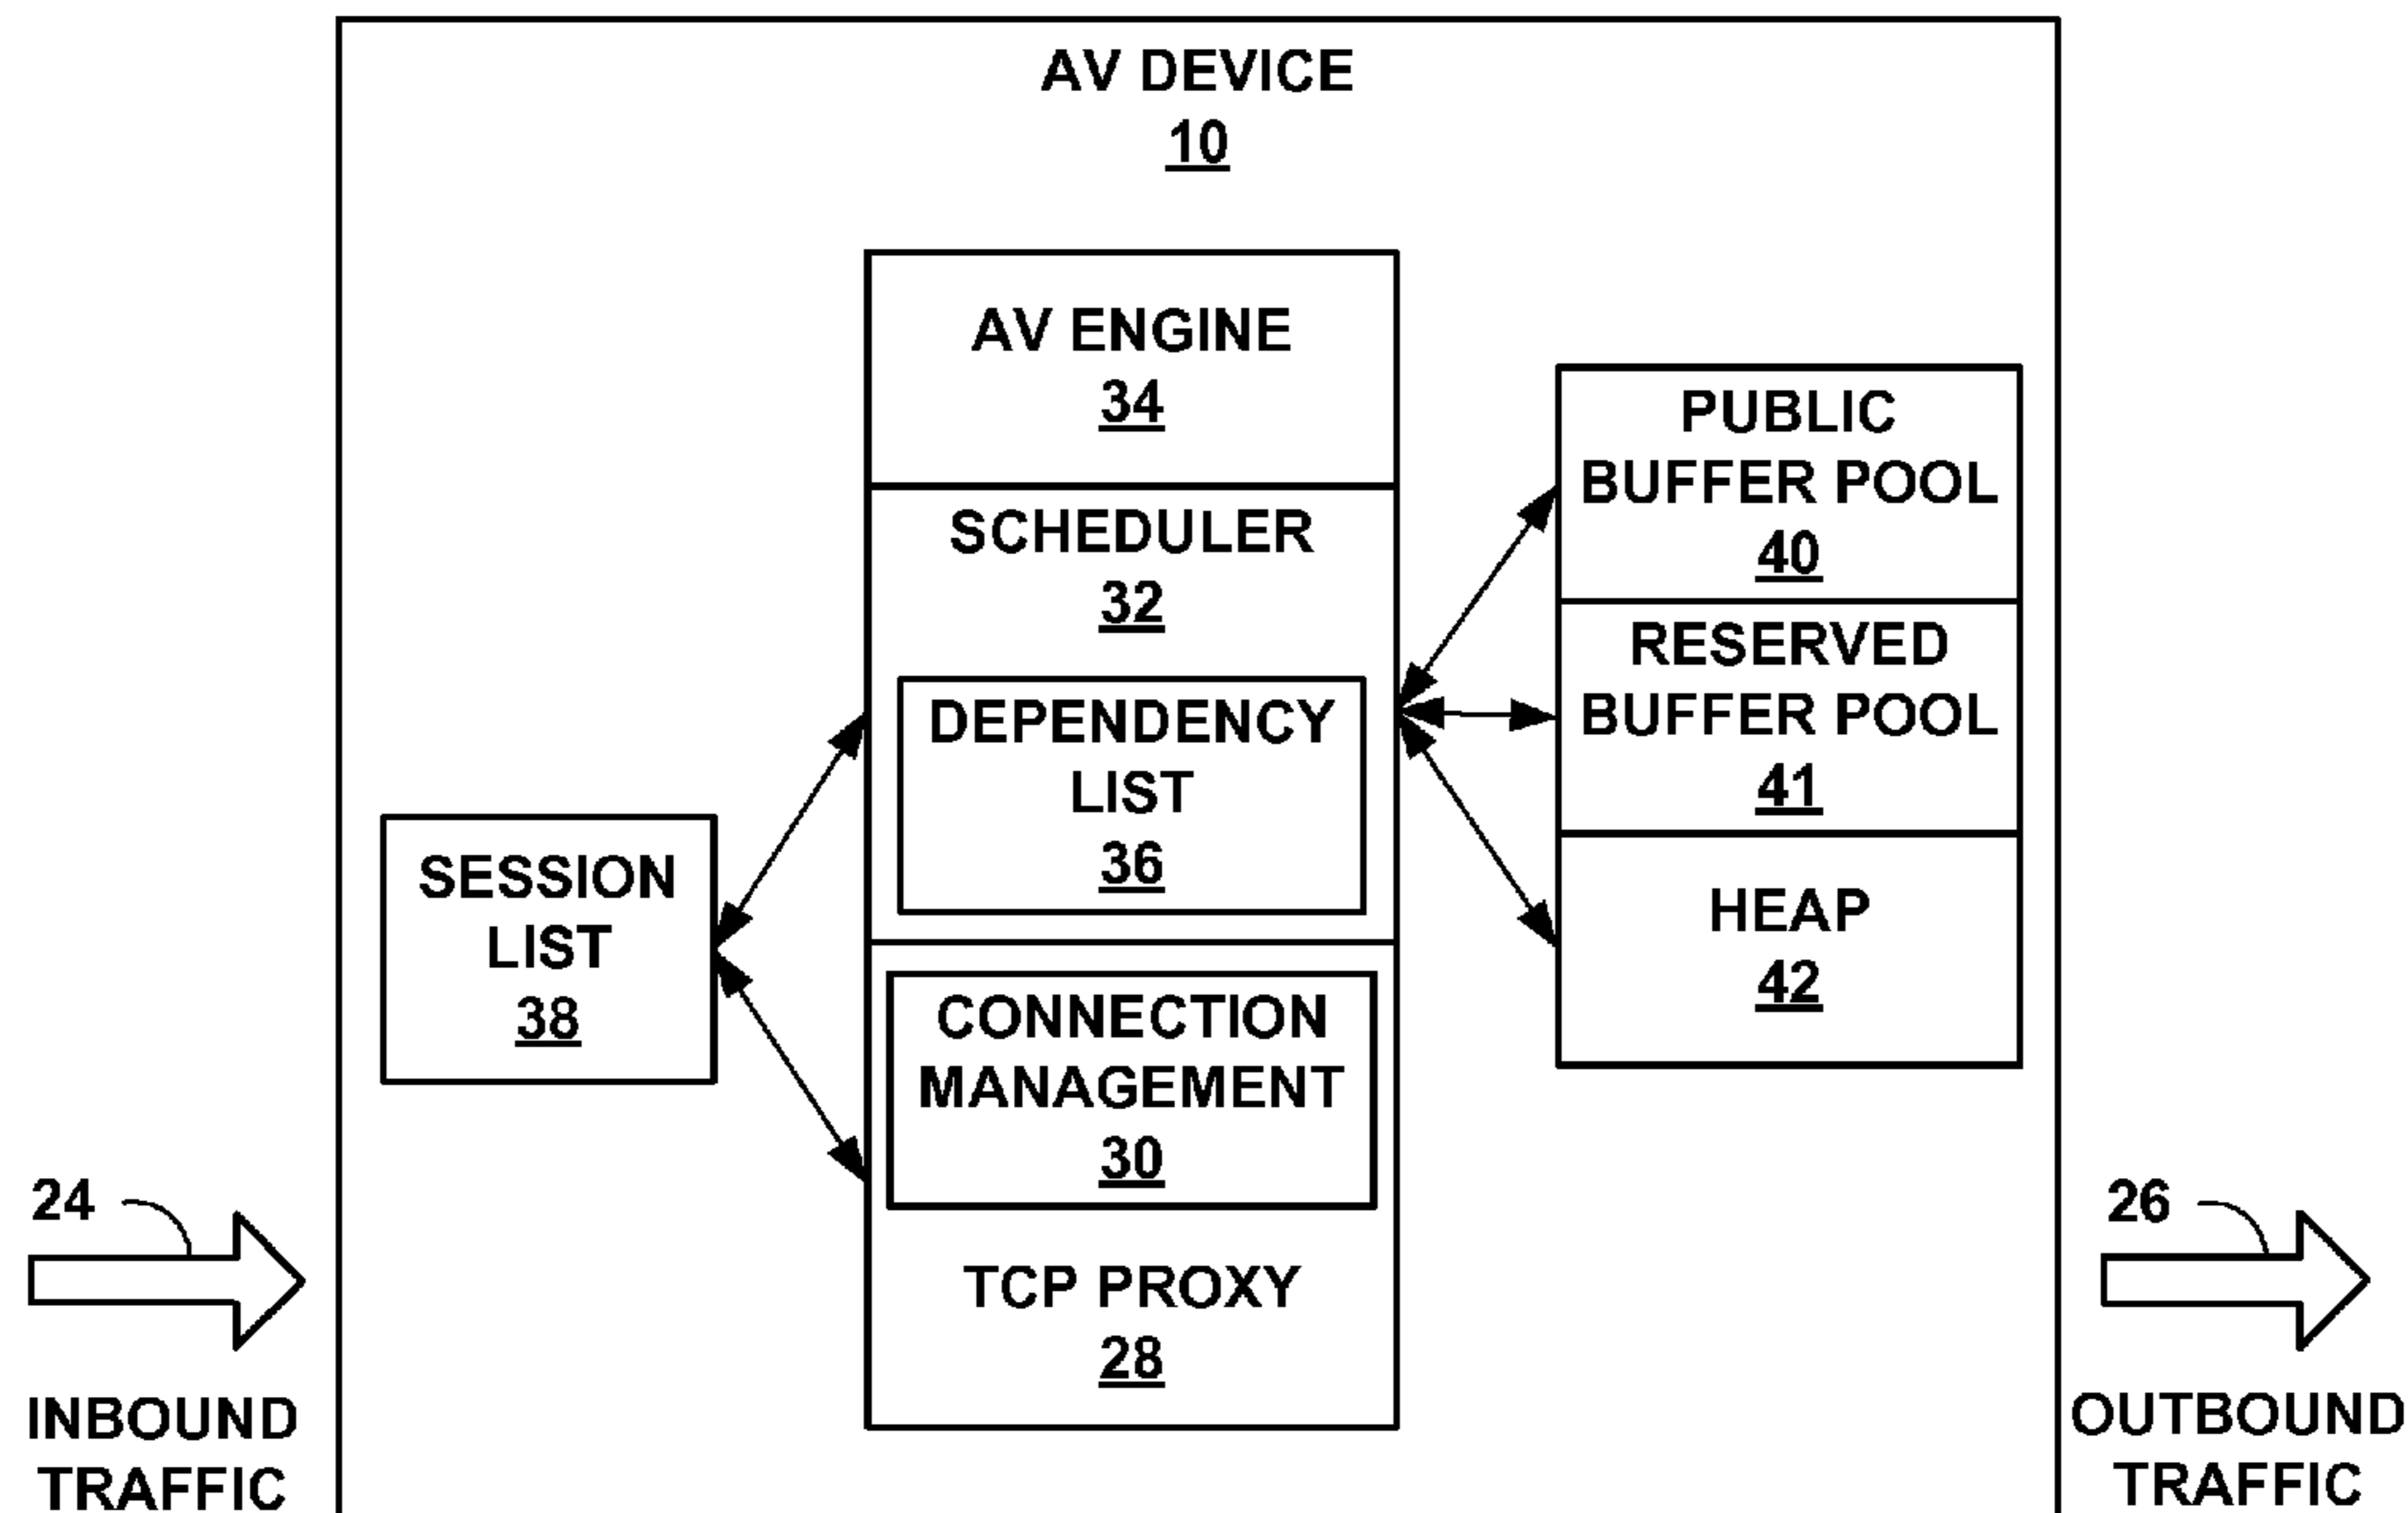 AV DEVICE
10
AV ENGINE
34
SCHEDULER
32
DEPENDENCY
LIST
36
CONNECTION
MANAGEMENT
30
TCP PROXY
28
SESSION
LIST
38
PUBLIC
BUFFER POOL
40
RESERVED
BUFFER POOL
41
HEAP
42
24
INBOUND
TRAFFIC
26
OUTBOUND
TRAFFIC